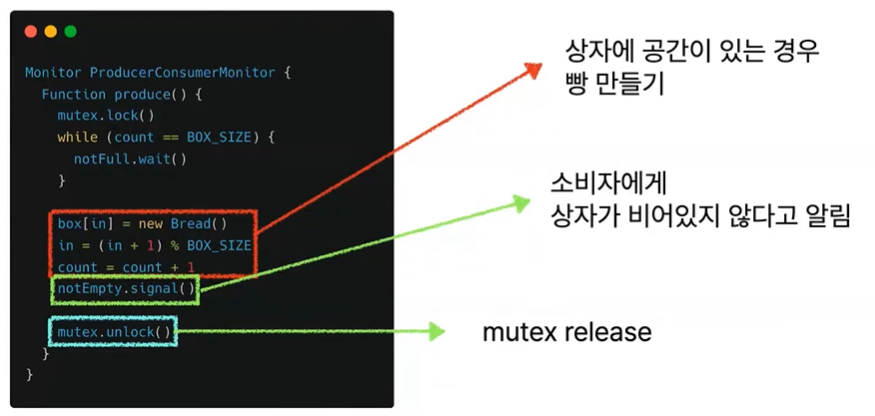 Monitor ProducerConsumerMonitor {
Function produce() {
mutex.lock()
while (count == BOX_SIZE) {
notFull.wait()
}
box[in] = new Bread()
in = (in + 1) % BOX_SIZE
count = count + 1
notEmpty.signal()
mutex.unlock()
}
}
상자에 공간이 있는 경우
빵 만들기
소비자에게
상자가 비어있지 않다고 알림
mutex release